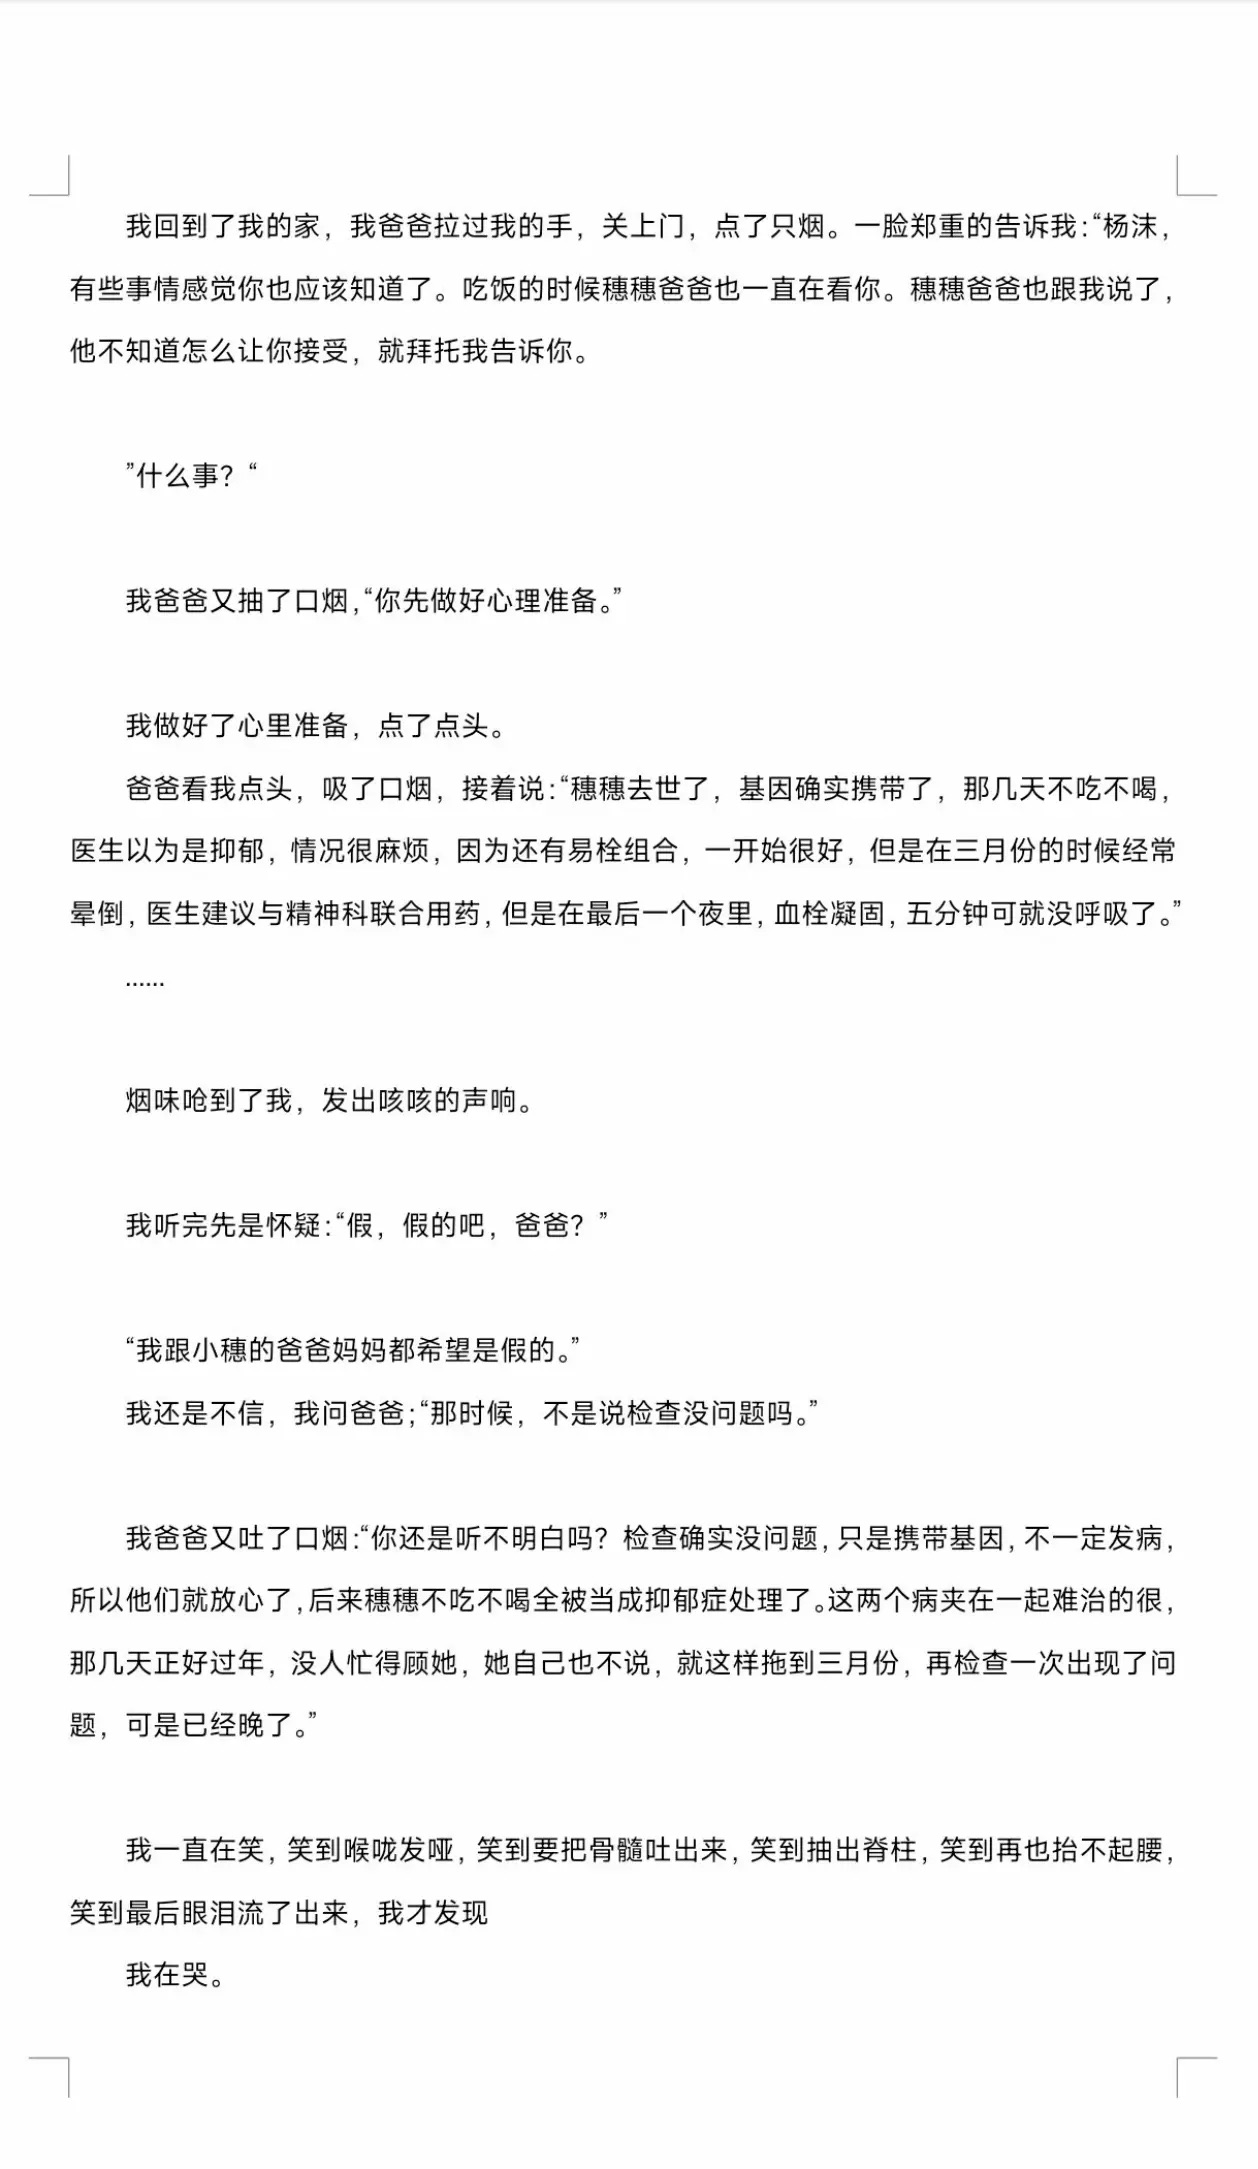 我回到了我的家，我爸爸拉过我的手，关上门，点了只烟。一脸郑重的告诉我：“杨沫，
有些事情感觉你也应该知道了。吃饭的时候穗穗爸爸也一直在看你。穗穗爸爸也跟我说了，
他不知道怎么让你接受，就拜托我告诉你。
”什么事？“
我爸爸又抽了口烟，“你先做好心理准备。”
我做好了心里准备，点了点头。
爸爸看我点头，吸了口烟，接着说：“穗穗去世了，基因确实携带了，那几天不吃不喝，
医生以为是抑郁，情况很麻烦，因为还有易栓组合，一开始很好，但是在三月份的时候经常
晕倒，医生建议与精神科联合用药，但是在最后一个夜里，血栓凝固，五分钟可就没呼吸了。”
......
烟味呛到了我，发出咳咳的声响。
我听完先是怀疑：“假，假的吧，爸爸？”
“我跟小穗的爸爸妈妈都希望是假的。”
我还是不信，我问爸爸；“那时候，不是说检查没问题吗。”
我爸爸又吐了口烟：“你还是听不明白吗？检查确实没问题，只是携带基因，不一定发病，
所以他们就放心了，后来穗穗不吃不喝全被当成抑郁症处理了。这两个病夹在一起难治的很，
那几天正好过年，没人忙得顾她，她自己也不说，就这样拖到三月份，再检查一次出现了问
题，可是已经晚了。”
我一直在笑，笑到喉咙发哑，笑到要把骨髓吐出来，笑到抽出脊柱，笑到再也抬不起腰，
笑到最后眼泪流了出来，我才发现
我在哭。